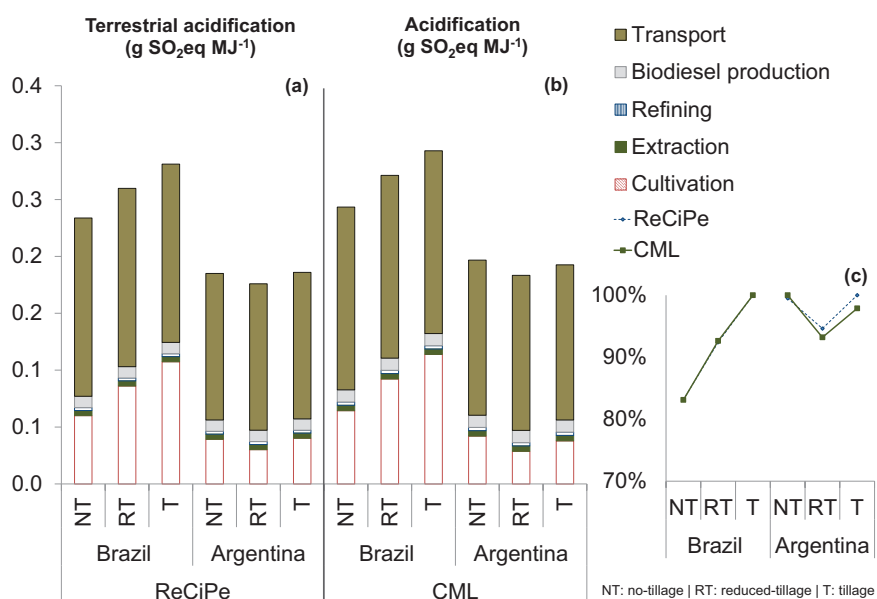 Terrestrial acidification
(g SO₂eq MJ⁻¹)
Acidification
(g SO₂eq MJ⁻¹)
(a)
(b)
0.4
0.3
0.3
0.2
0.2
0.1
0.1
0.0
NT RT T NT RT T NT RT T NT RT T
Brazil Argentina Brazil Argentina
ReCiPe CML
Transport
Biodiesel production
Refining
Extraction
Cultivation
ReCiPe
CML
(c)
100%
90%
80%
70%
NT RT T NT RT T
Brazil Argentina
NT: no-tillage | RT: reduced-tillage | T: tillage